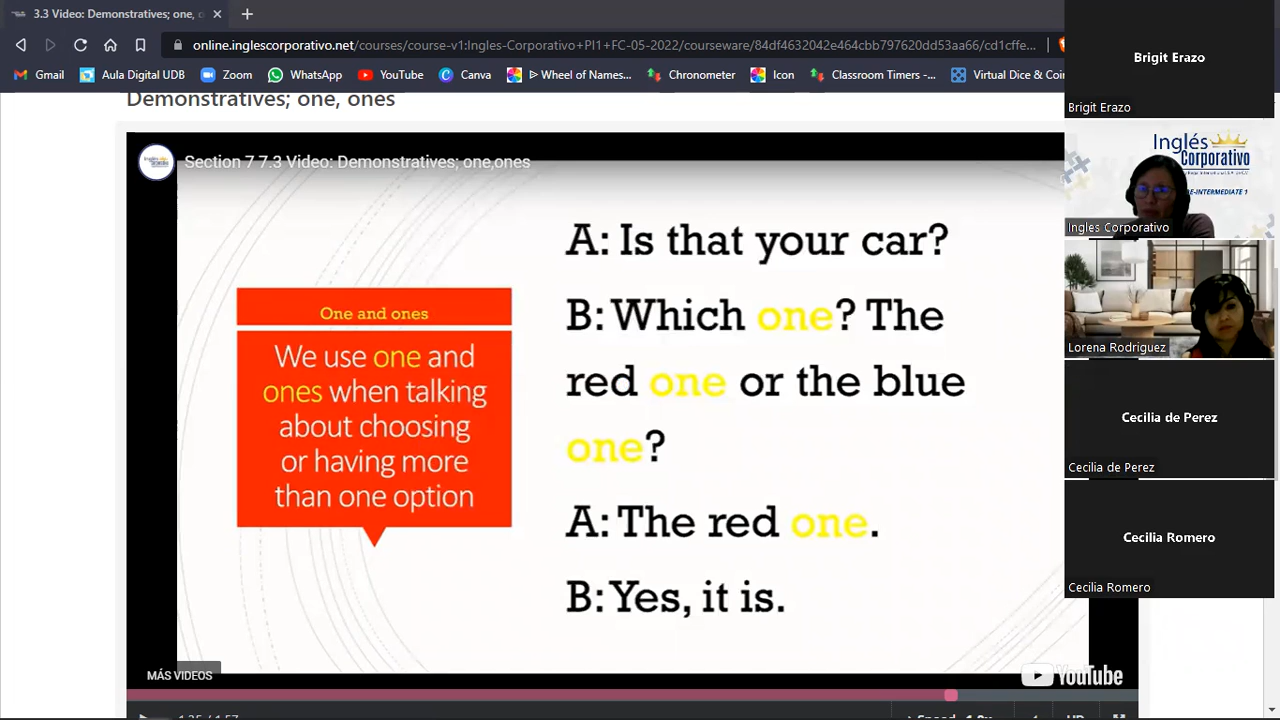 3.3 Video: Demonstratives; one,
online.inglescorporativo.net/courses/course-v1:Ingles-Corporativo+PI1+FC-05-2022/courseware/84df4632042e464cbb797620dd53aa66/cd1cffe...
Gmail Aula Digital UDB Zoom WhatsApp YouTube Canva ᐅ Wheel of Names... Chronometer Icon Classroom Timers -... Virtual Dice & Coin
Demonstratives; one, ones
Section 7 7.3 Video: Demonstratives; one,ones
One and ones
We use one and
ones when talking
about choosing
or having more
than one option
A: Is that your car?
B: Which one? The
red one or the blue
one?
A: The red one.
B: Yes, it is.
MÁS VIDEOS
YouTube
Brigit Erazo
Brigit Erazo
Inglés
Corporativo
PRE-INTERMEDIATE 1
Ingles Corporativo
Lorena Rodriguez
Cecilia de Perez
Cecilia de Perez
Cecilia Romero
Cecilia Romero